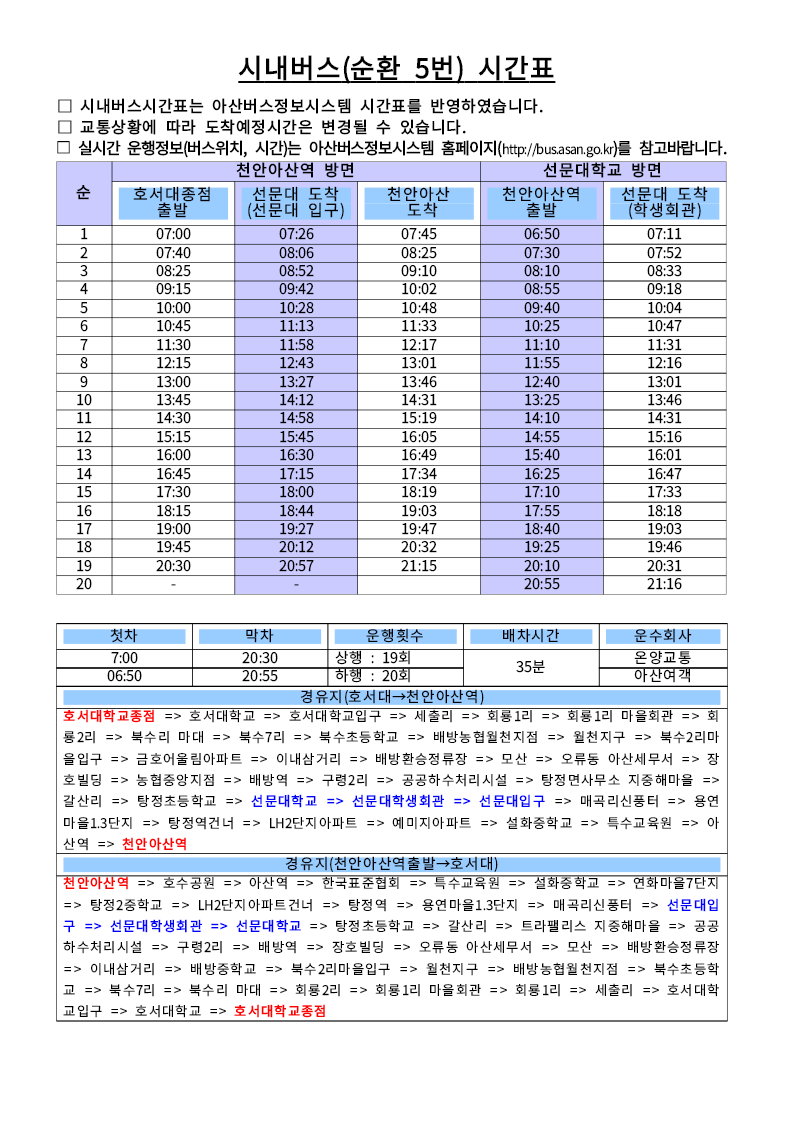 시내버스(순환 5번) 시간표
□ 시내버스시간표는 아산버스정보시스템 시간표를 반영하였습니다.
□ 교통상황에 따라 도착예정시간은 변경될 수 있습니다.
□ 실시간 운행정보(버스위치, 시간)는 아산버스정보시스템 홈페이지(http://bus.asan.go.kr)를 참고바랍니다.
순 천안아산역 방면 선문대학교 방면
호서대종점 선문대 도착 천안아산 천안아산역 선문대 도착
출발 (선문대 입구) 도착 출발 (학생회관)
1 07:00 07:26 07:45 06:50 07:11
2 07:40 08:06 08:25 07:30 07:52
3 08:25 08:52 09:10 08:10 08:33
4 09:15 09:42 10:02 08:55 09:18
5 10:00 10:28 10:48 09:40 10:04
6 10:45 11:13 11:33 10:25 10:47
7 11:30 11:58 12:17 11:10 11:31
8 12:15 12:43 13:01 11:55 12:16
9 13:00 13:27 13:46 12:40 13:01
10 13:45 14:12 14:31 13:25 13:46
11 14:30 14:58 15:19 14:10 14:31
12 15:15 15:45 16:05 14:55 15:16
13 16:00 16:30 16:49 15:40 16:01
14 16:45 17:15 17:34 16:25 16:47
15 17:30 18:00 18:19 17:10 17:33
16 18:15 18:44 19:03 17:55 18:18
17 19:00 19:27 19:47 18:40 19:03
18 19:45 20:12 20:32 19:25 19:46
19 20:30 20:57 21:15 20:10 20:31
20 - - 20:55 21:16
첫차 막차 운행횟수 배차시간 운수회사
7:00 20:30 상행 : 19회 35분 온양교통
06:50 20:55 하행 : 20회 아산여객
경유지(호서대→천안아산역)
호서대학교종점 => 호서대학교 => 호서대학교입구 => 세출리 => 회룡1리 => 회룡1리 마을회관 => 회
룡2리 => 북수리 마대 => 북수7리 => 북수초등학교 => 배방농협월천지점 => 월천지구 => 북수2리마
을입구 => 금호어울림아파트 => 이내삼거리 => 배방환승정류장 => 모산 => 오류동 아산세무서 => 장
호빌딩 => 농협중앙지점 => 배방역 => 구령2리 => 공공하수처리시설 => 탕정면사무소 지중해마을 =>
갈산리 => 탕정초등학교 => 선문대학교 => 선문대학생회관 => 선문대입구 => 매곡리신풍터 => 용연
마을1.3단지 => 탕정역건너 => LH2단지아파트 => 예미지아파트 => 설화중학교 => 특수교육원 => 아
산역 => 천안아산역
경유지(천안아산역출발→호서대)
천안아산역 => 호수공원 => 아산역 => 한국표준협회 => 특수교육원 => 설화중학교 => 연화마을7단지
=> 탕정2중학교 => LH2단지아파트건너 => 탕정역 => 용연마을1.3단지 => 매곡리신풍터 => 선문대입
구 => 선문대학생회관 => 선문대학교 => 탕정초등학교 => 갈산리 => 트라팰리스 지중해마을 => 공공
하수처리시설 => 구령2리 => 배방역 => 장호빌딩 => 오류동 아산세무서 => 모산 => 배방환승정류장
=> 이내삼거리 => 배방중학교 => 북수2리마을입구 => 월천지구 => 배방농협월천지점 => 북수초등학
교 => 북수7리 => 북수리 마대 => 회룡2리 => 회룡1리 마을회관 => 회룡1리 => 세출리 => 호서대학
교입구 => 호서대학교 => 호서대학교종점